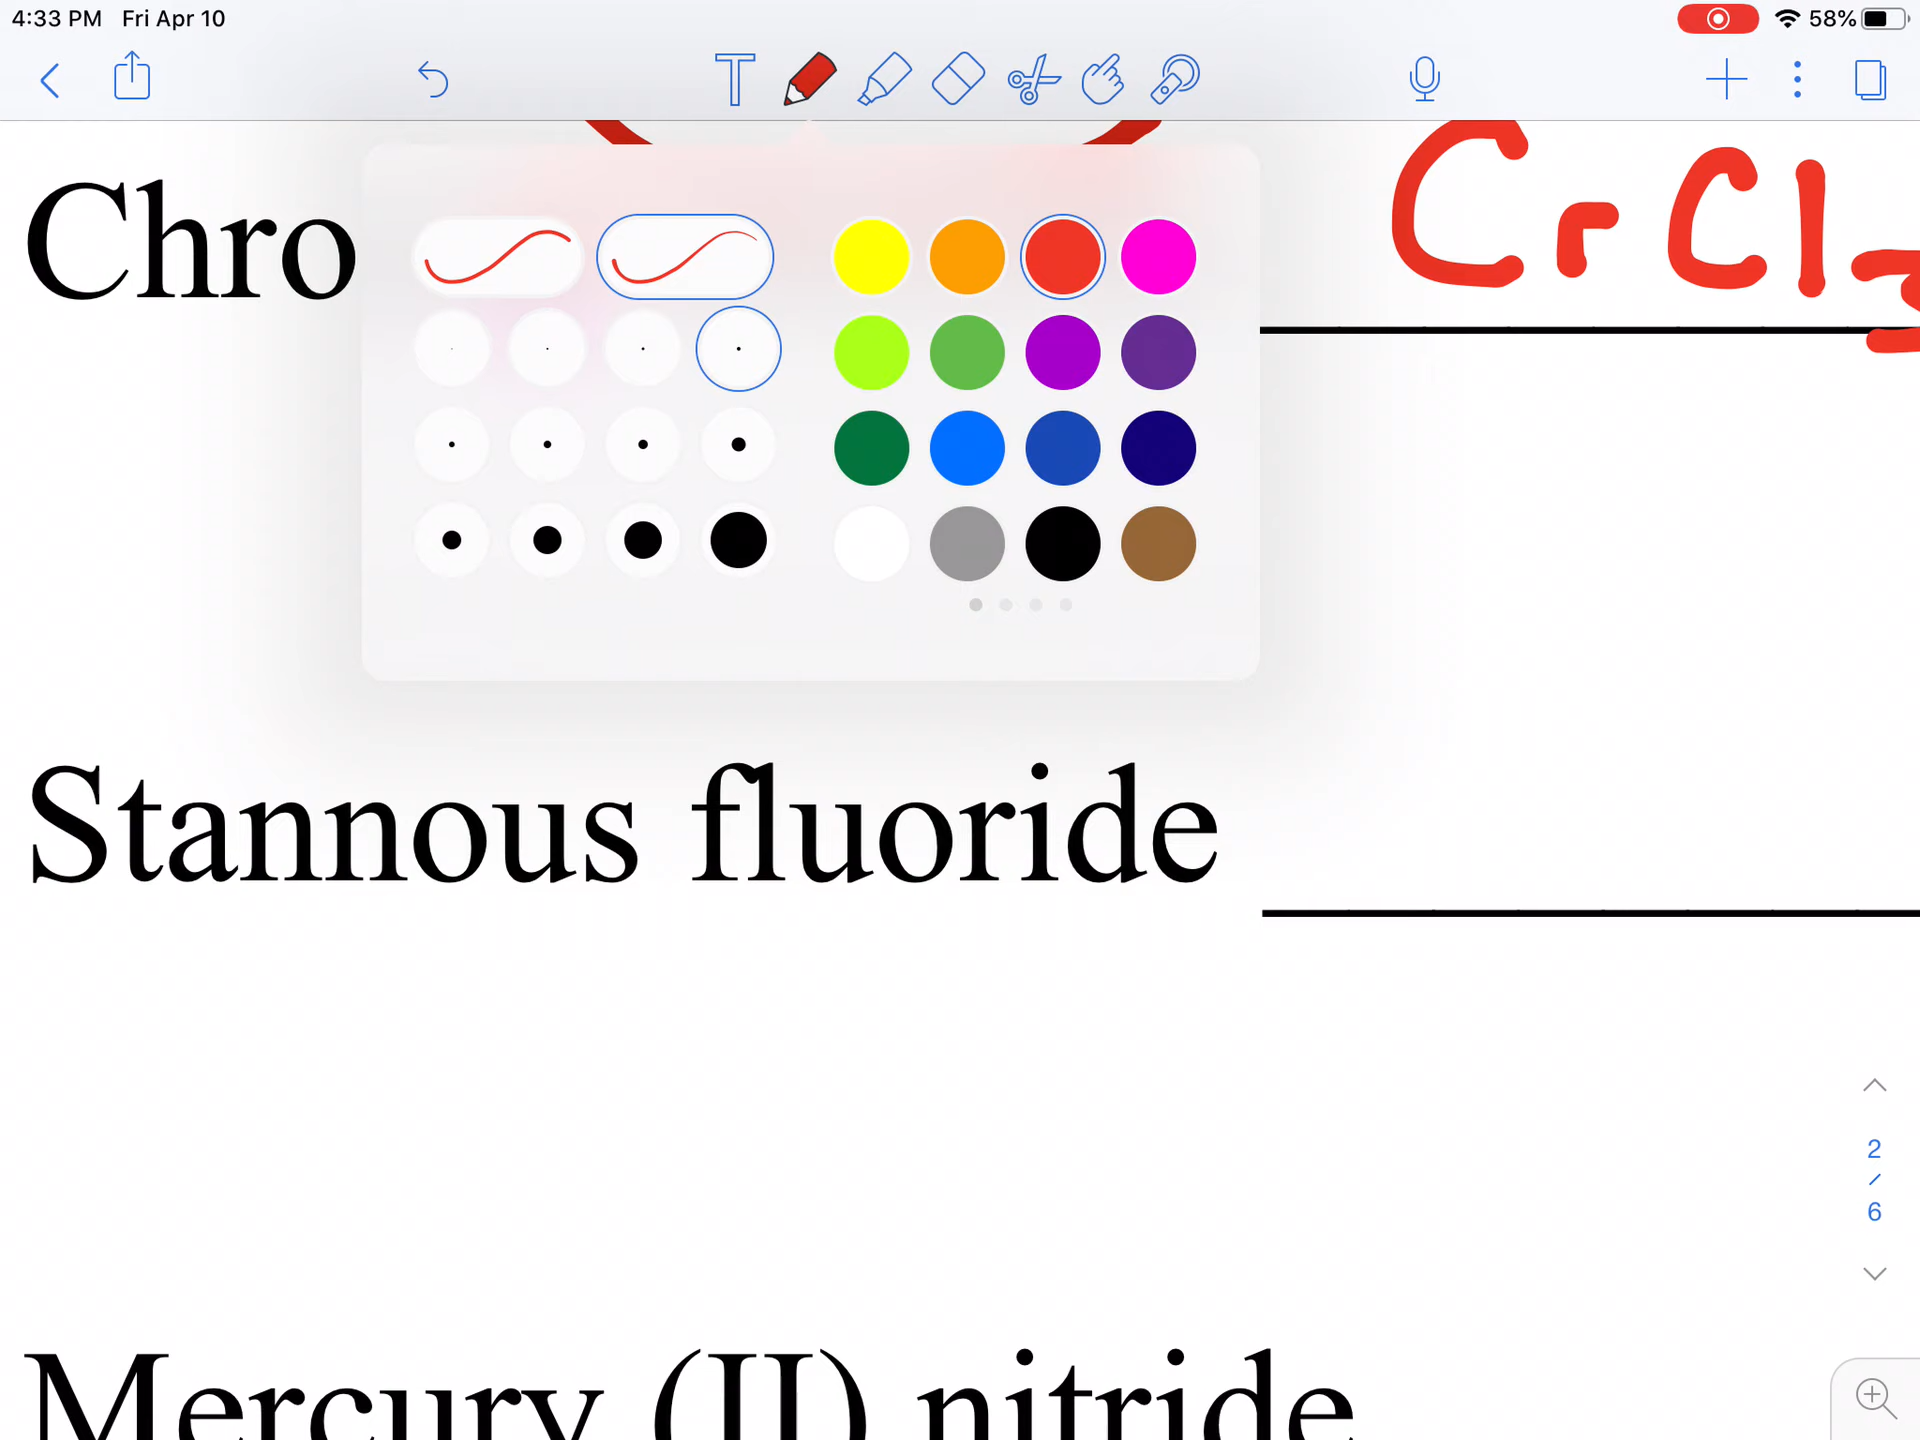 4:33 PM Fri Apr 10 58%
T
Chro CrCl
Stannous fluoride
2
/
6
Mercury (II) nitride